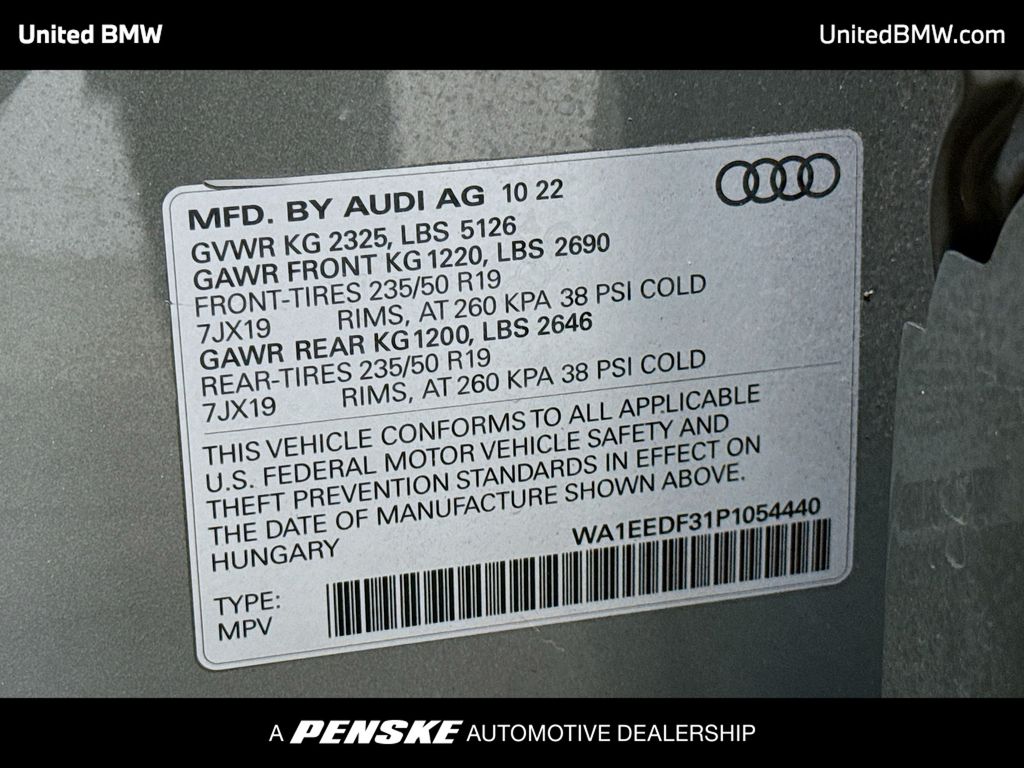 United BMW
UnitedBMW.com
MFD. BY AUDI AG 10 22
GVWR KG 2325, LBS 5126
GAWR FRONT KG 1220, LBS 2690
FRONT-TIRES 235/50 R19
7JX19 RIMS, AT 260 KPA 38 PSI COLD
GAWR REAR KG 1200, LBS 2646
REAR-TIRES 235/50 R19
7JX19 RIMS, AT 260 KPA 38 PSI COLD
THIS VEHICLE CONFORMS TO ALL APPLICABLE
U.S. FEDERAL MOTOR VEHICLE SAFETY AND
THEFT PREVENTION STANDARDS IN EFFECT ON
THE DATE OF MANUFACTURE SHOWN ABOVE.
HUNGARY
WA1EEDF31P1054440
TYPE:
MPV
A PENSKE AUTOMOTIVE DEALERSHIP